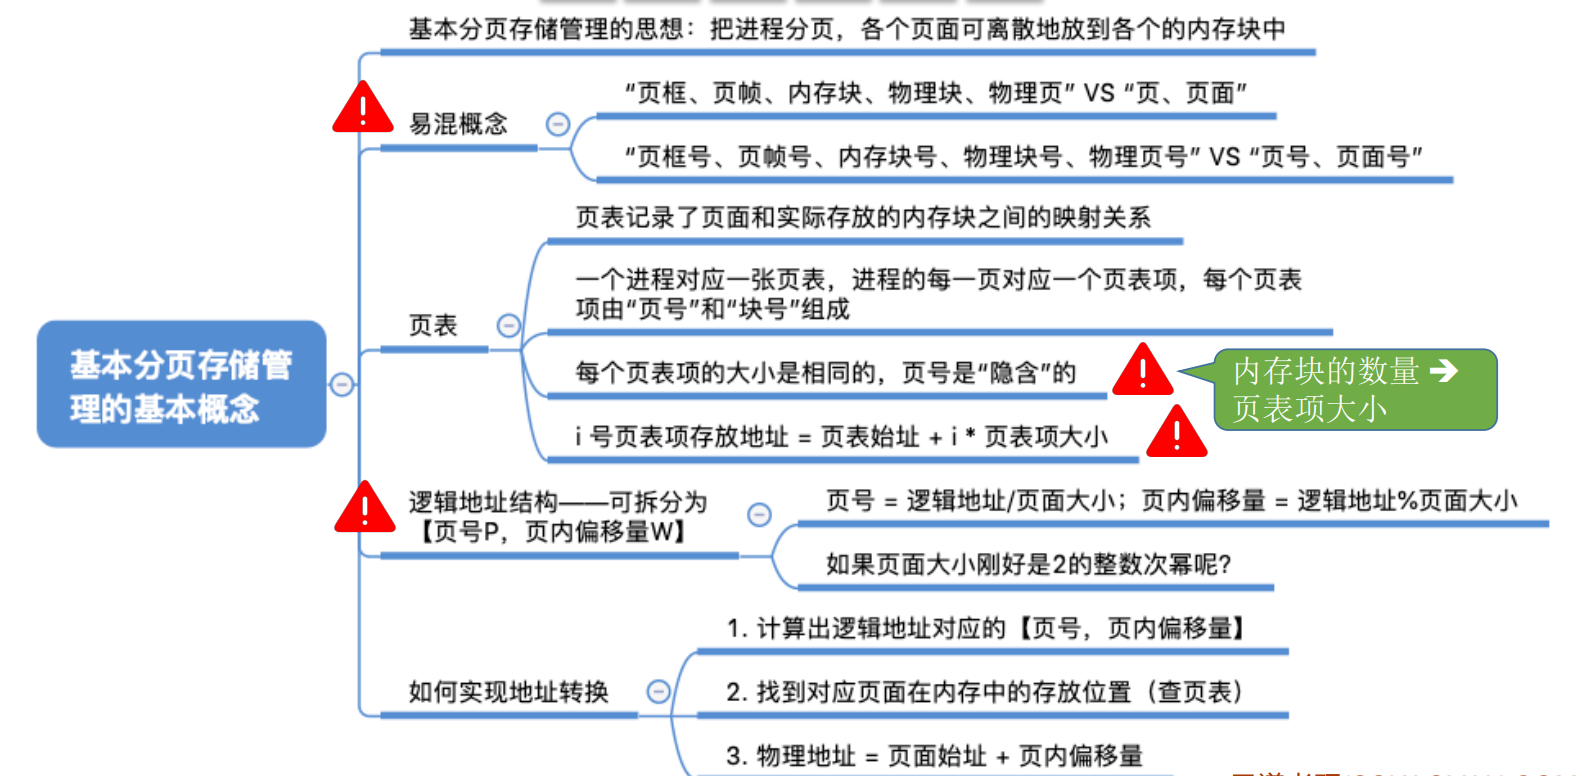 基本分页存储管理的思想：把进程分页，各个页面可离散地放到各个的内存块中
易混概念
“页框、页帧、内存块、物理块、物理页” VS “页、页面”
“页框号、页帧号、内存块号、物理块号、物理页号” VS “页号、页面号”
页表
页表记录了页面和实际存放的内存块之间的映射关系
一个进程对应一张页表，进程的每一页对应一个页表项，每个页表
项由“页号”和“块号”组成
每个页表项的大小是相同的，页号是“隐含”的
内存块的数量 →
页表项大小
i 号页表项存放地址 = 页表始址 + i * 页表项大小
基本分页存储管
理的基本概念
逻辑地址结构——可拆分为
【页号P，页内偏移量W】
页号 = 逻辑地址/页面大小；页内偏移量 = 逻辑地址%页面大小
如果页面大小刚好是2的整数次幂呢？
如何实现地址转换
1. 计算出逻辑地址对应的【页号，页内偏移量】
2. 找到对应页面在内存中的存放位置（查页表）
3. 物理地址 = 页面始址 + 页内偏移量